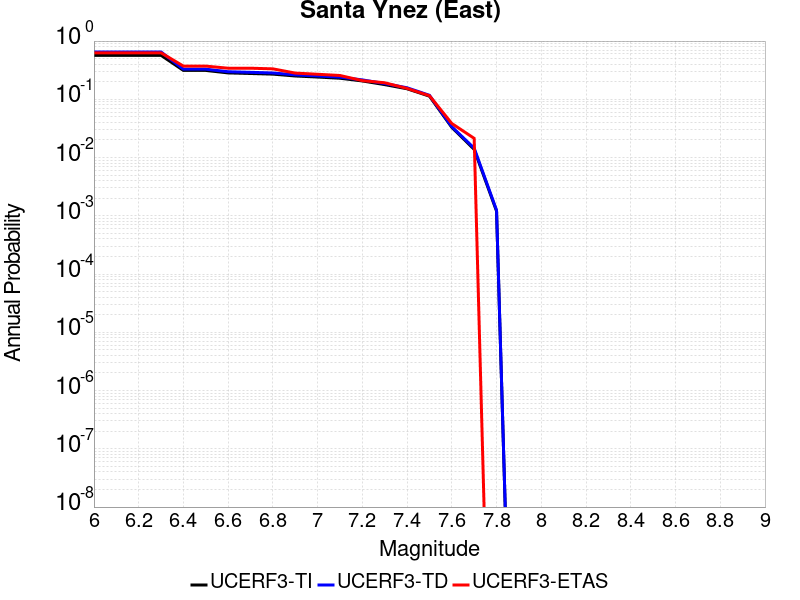 Santa Ynez (East)
10^0
10^-1
10^-2
10^-3
10^-4
10^-5
10^-6
10^-7
10^-8
Annual Probability
6 6.2 6.4 6.6 6.8 7 7.2 7.4 7.6 7.8 8 8.2 8.4 8.6 8.8 9
Magnitude
UCERF3-TI UCERF3-TD UCERF3-ETAS